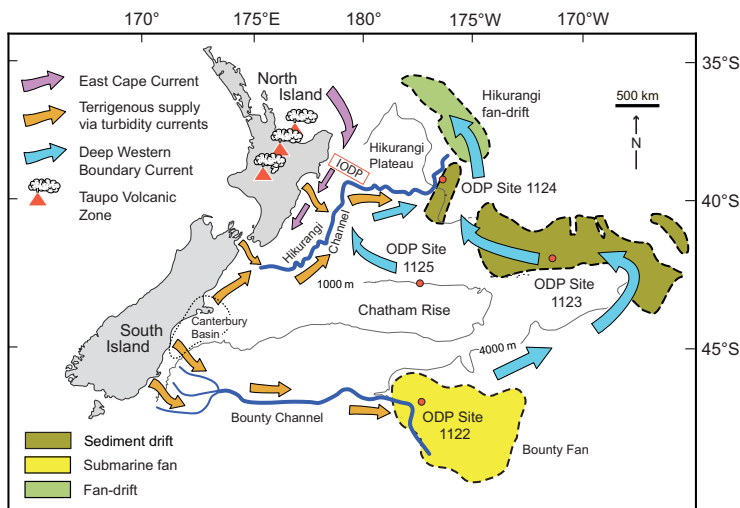 170°
175°E
180°
175°W
170°W
35°S
40°S
45°S
East Cape Current
Terrigenous supply
via turbidity currents
Deep Western
Boundary Current
Taupo Volcanic
Zone
North
Island
Hikurangi
fan-drift
500 km
N
Hikurangi
Plateau
IODP
ODP Site 1124
Hikurangi
Channel
ODP Site
1125
1000 m
ODP Site
1123
Chatham Rise
South
Island
Canterbury
Basin
4000 m
Bounty Channel
ODP Site
1122
Bounty Fan
Sediment drift
Submarine fan
Fan-drift